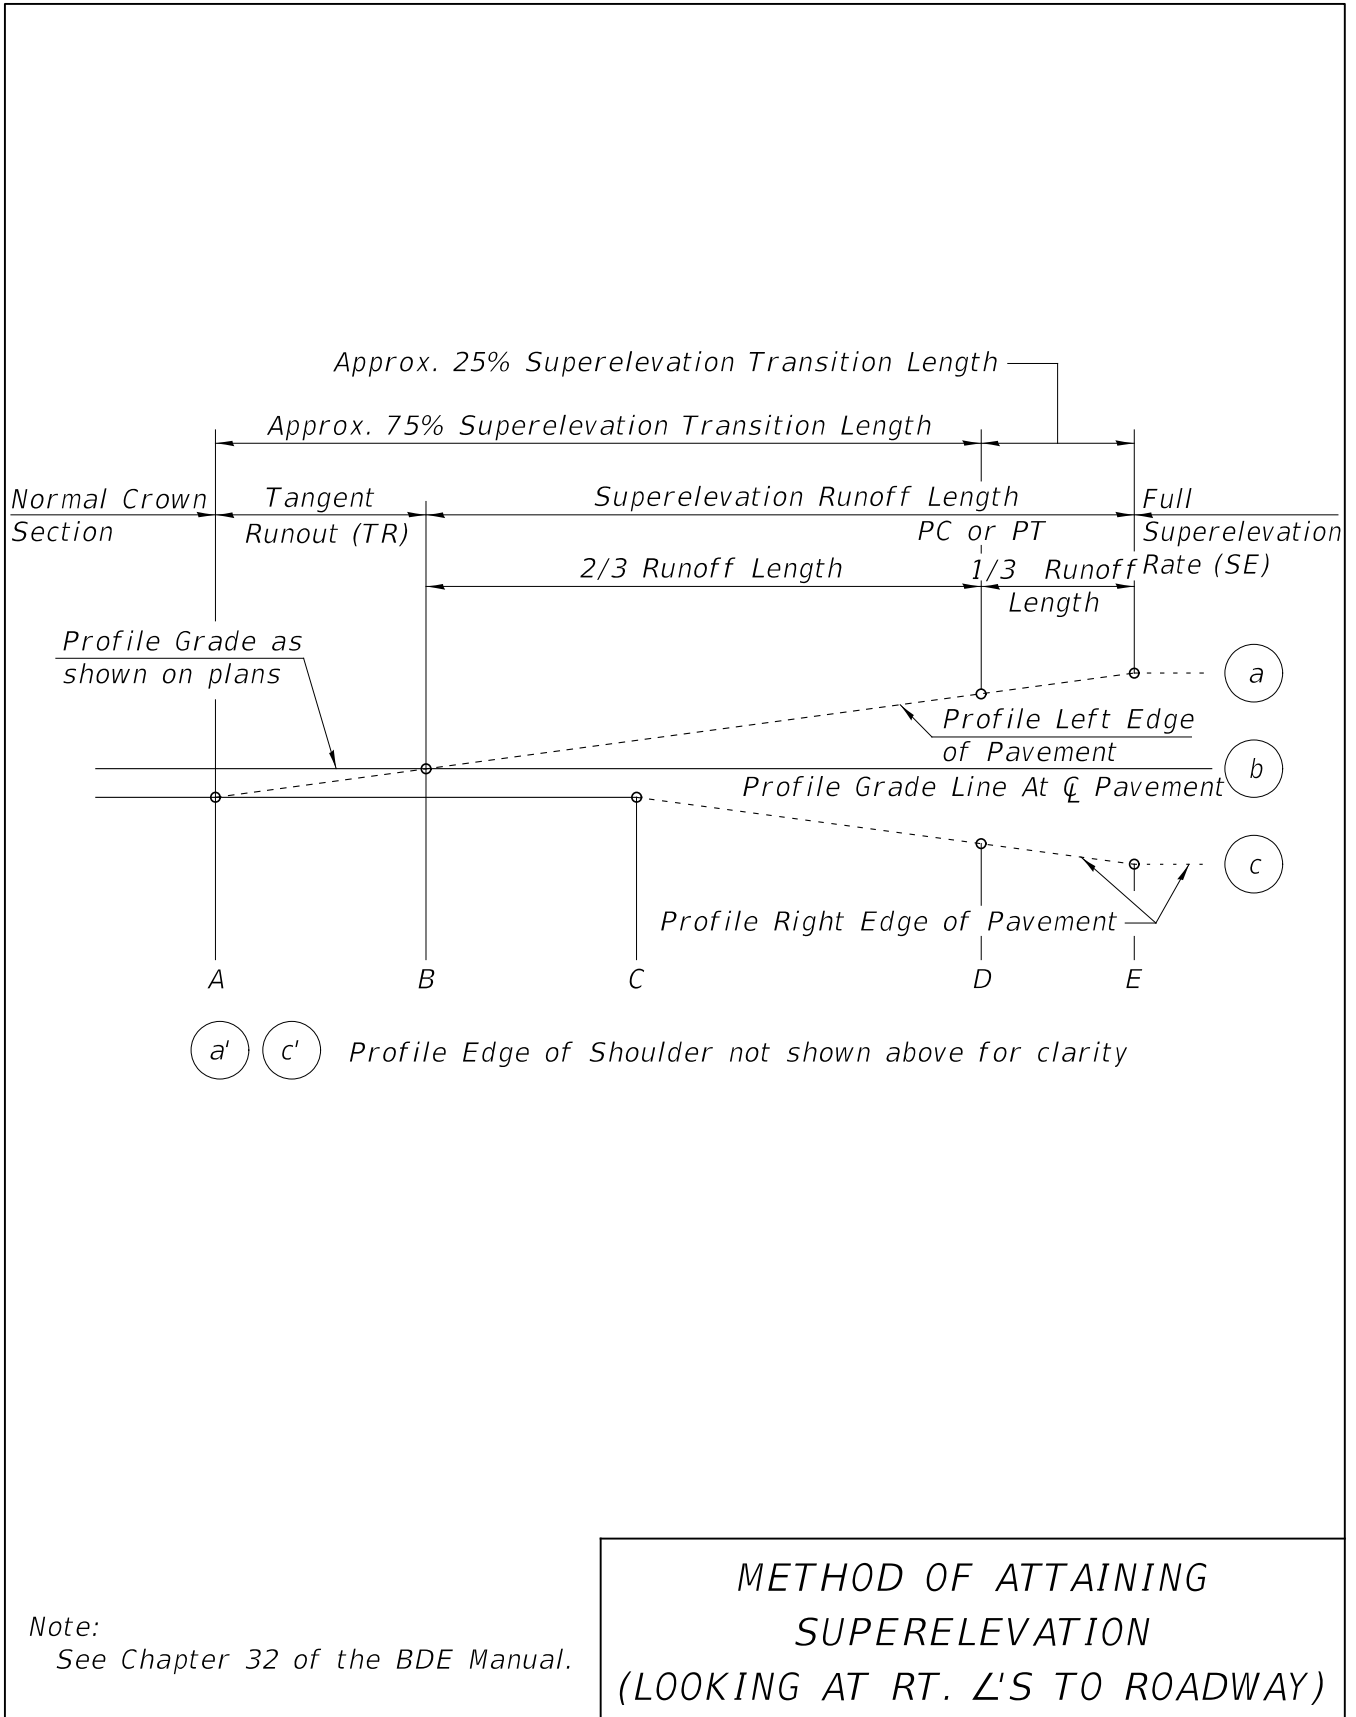 Approx. 25% Superelevation Transition Length
Approx. 75% Superelevation Transition Length
Normal Crown
Section
Tangent
Runout (TR)
Superelevation Runoff Length
PC or PT
Full
Superelevation
Rate (SE)
2/3 Runoff Length
1/3 Runoff
Length
Profile Grade as
shown on plans
a
Profile Left Edge
of Pavement
b
Profile Grade Line At ℄ Pavement
c
Profile Right Edge of Pavement
A B C D E
a' c' Profile Edge of Shoulder not shown above for clarity
Note:
See Chapter 32 of the BDE Manual.
METHOD OF ATTAINING
SUPERELEVATION
(LOOKING AT RT. ∠'S TO ROADWAY)